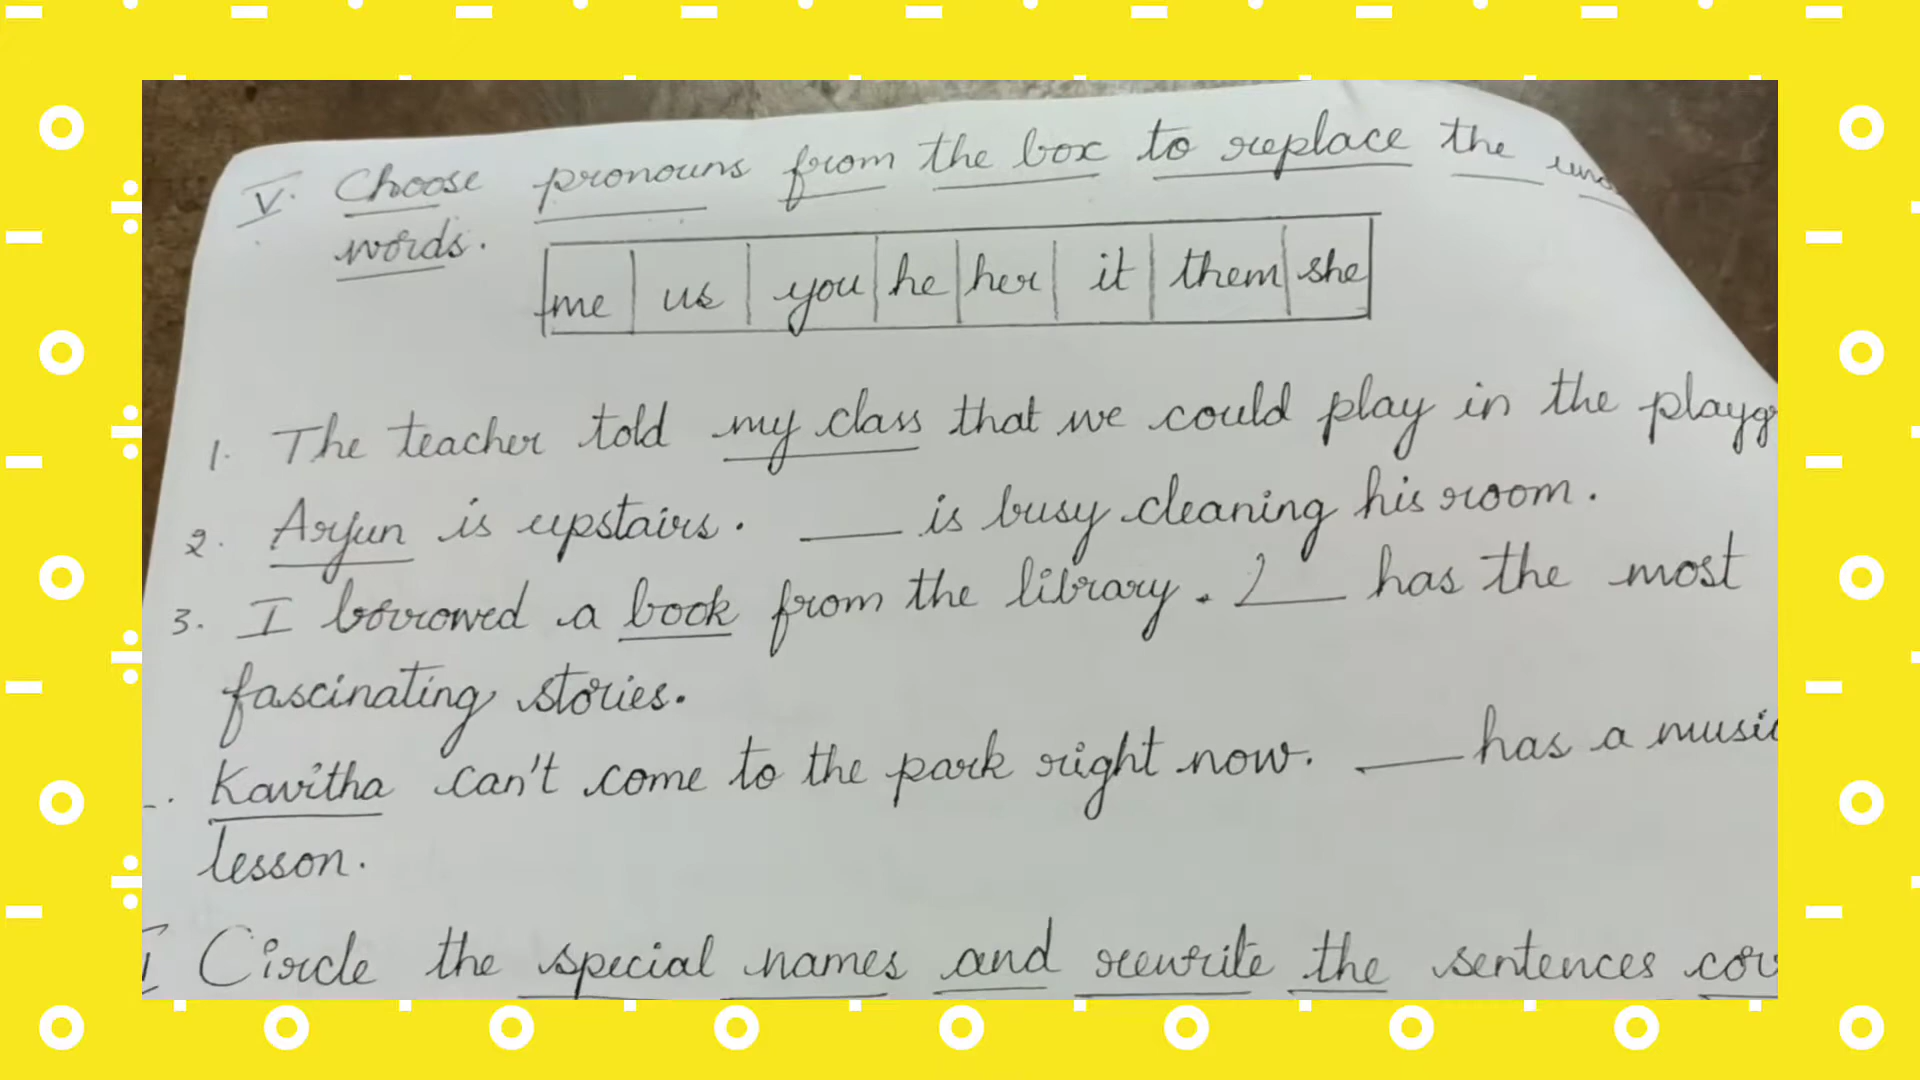 V. Choose pronouns from the box to replace the
words.
me us you he her it them she
1. The teacher told my class that we could play in the
2. Arjun is upstairs. ___ is busy cleaning his room.
3. I borrowed a book from the library. ___ has the most
fascinating stories.
Kavitha can't come to the park right now. ___ has a music
lesson.
Circle the special names and rewrite the sentences